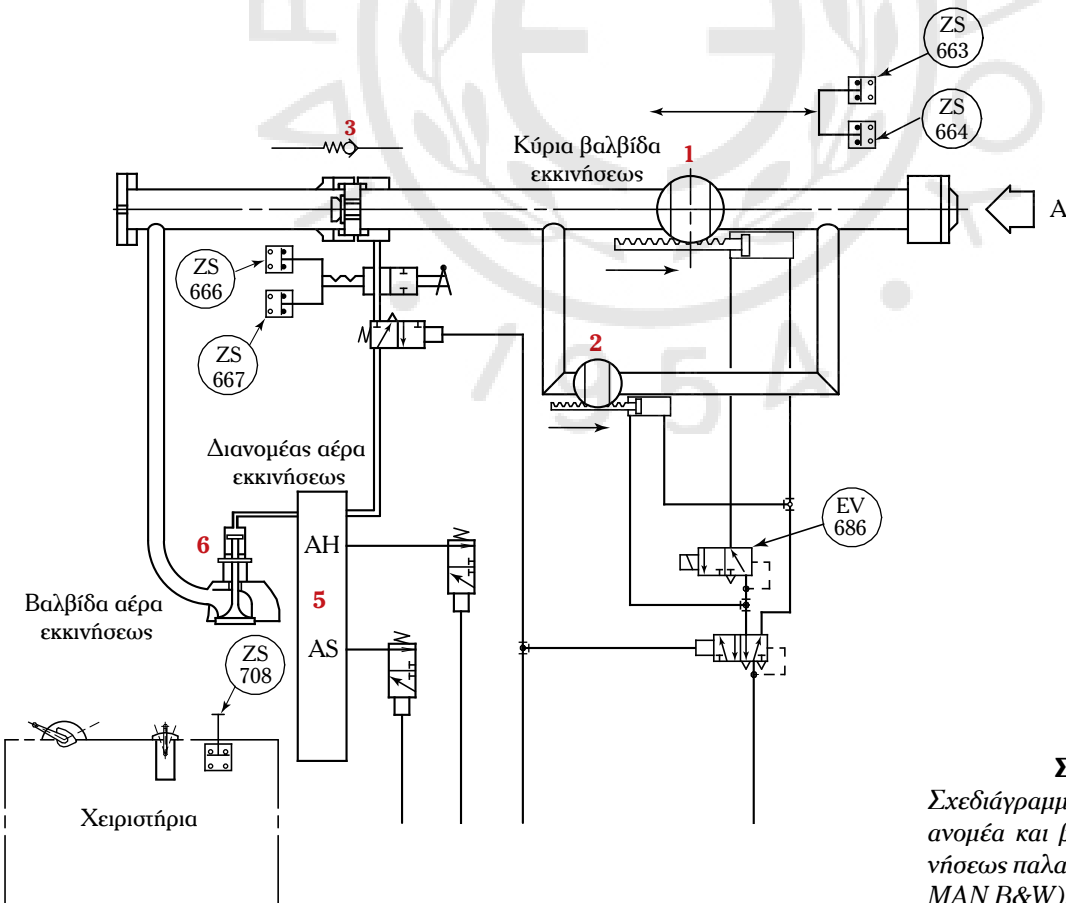 ZS
663
ZS
664
3
Κύρια βαλβίδα
εκκινήσεως
1
Α
ZS
666
ZS
667
2
Διανομέας αέρα
εκκινήσεως
EV
686
6
AH
5
Βαλβίδα αέρα
εκκινήσεως
AS
ZS
708
Χειριστήρια
Σ
Σχεδιάγραμμ
ανομέα και β
νήσεως παλα
MAN B&W)
1954